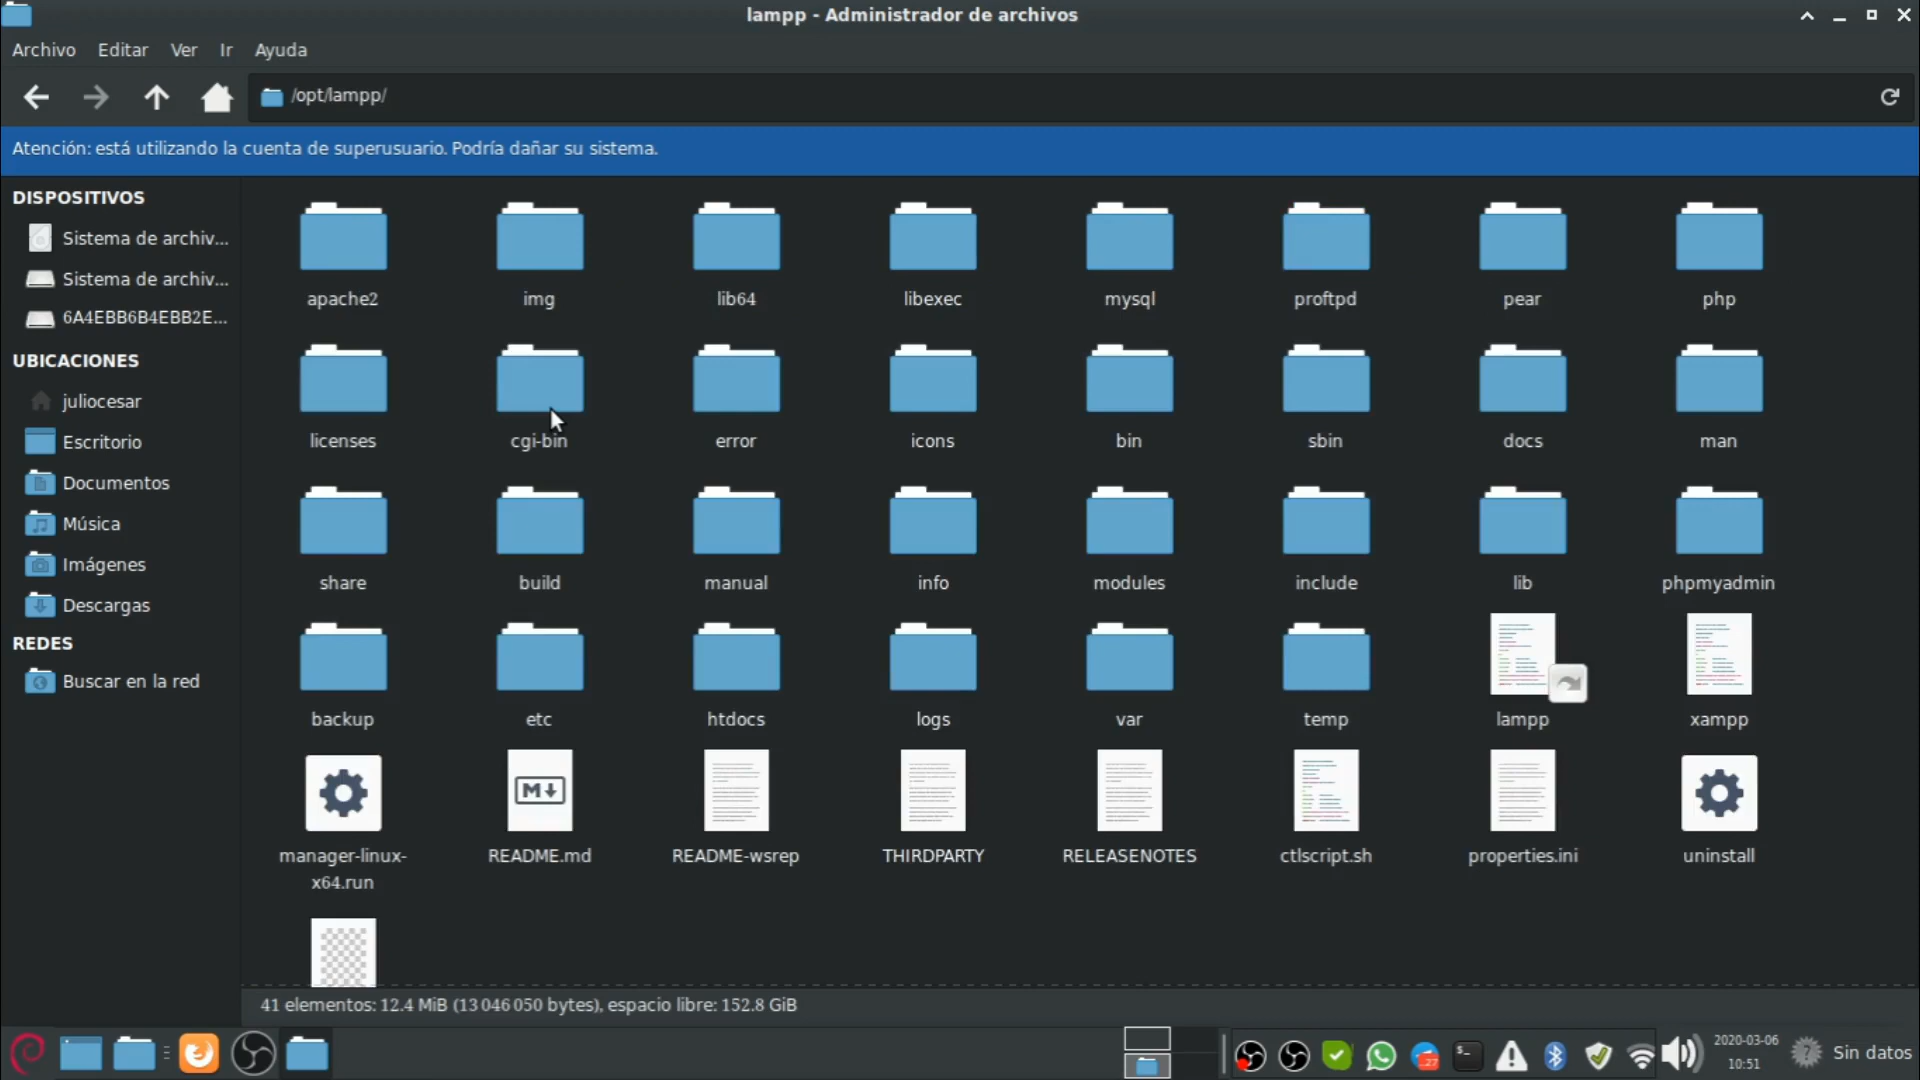 lampp - Administrador de archivos
Archivo Editar Ver Ir Ayuda
/opt/lampp/
Atención: está utilizando la cuenta de superusuario. Podría dañar su sistema.
DISPOSITIVOS
Sistema de archiv...
Sistema de archiv...
6A4EBB6B4EBB2E...
UBICACIONES
juliocesar
Escritorio
Documentos
Música
Imágenes
Descargas
REDES
Buscar en la red
apache2 img lib64 libexec mysql proftpd pear php
licenses cgi-bin error icons bin sbin docs man
share build manual info modules include lib phpmyadmin
backup etc htdocs logs var temp lampp xampp
M
manager-linux-x64.run README.md README-wsrep THIRDPARTY RELEASENOTES ctlscript.sh properties.ini uninstall
41 elementos: 12.4 MiB (13 046 050 bytes), espacio libre: 152.8 GiB
27
2020-03-06
10:51
Sin datos